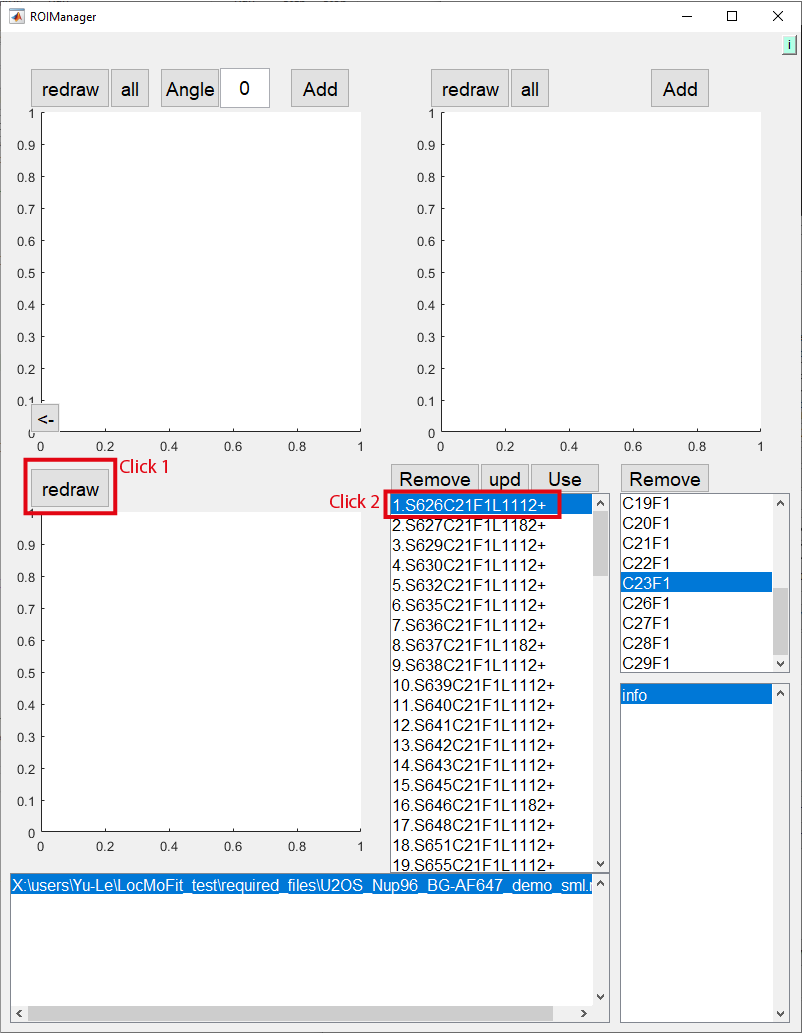 ROIManager
i
redraw all Angle 0 Add
redraw all Add
1
0.9
0.8
0.7
0.6
0.5
0.4
0.3
0.2
0.1
0
<-
0 0.2 0.4 0.6 0.8 1
1
0.9
0.8
0.7
0.6
0.5
0.4
0.3
0.2
0.1
0
0 0.2 0.4 0.6 0.8 1
redraw
Click 1
1
0.9
0.8
0.7
0.6
0.5
0.4
0.3
0.2
0.1
0
0 0.2 0.4 0.6 0.8 1
Remove upd Use
Click 2
1.S626C21F1L1112+
2.S627C21F1L1182+
3.S629C21F1L1112+
4.S630C21F1L1112+
5.S632C21F1L1112+
6.S635C21F1L1112+
7.S636C21F1L1112+
8.S637C21F1L1182+
9.S638C21F1L1112+
10.S639C21F1L1112+
11.S640C21F1L1112+
12.S641C21F1L1112+
13.S642C21F1L1112+
14.S643C21F1L1112+
15.S645C21F1L1112+
16.S646C21F1L1182+
17.S648C21F1L1112+
18.S651C21F1L1112+
19.S655C21F1L1112+
Remove
C19F1
C20F1
C21F1
C22F1
C23F1
C26F1
C27F1
C28F1
C29F1
info
X:\users\Yu-Le\LocMoFit_test\required_files\U2OS_Nup96_BG-AF647_demo_sml.